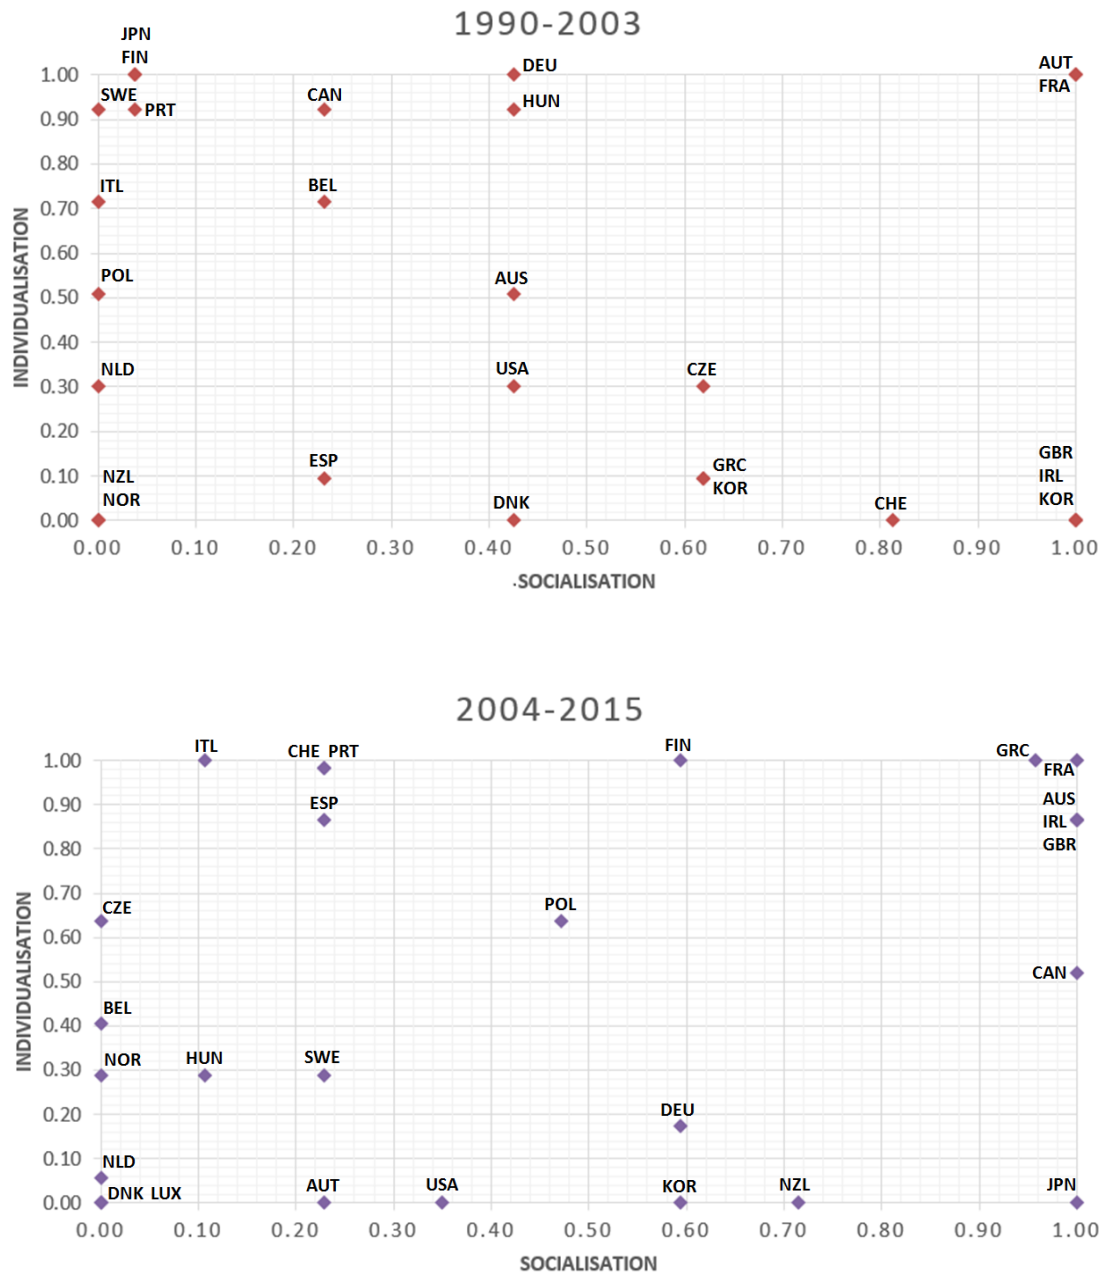 1990-2003
JPN
FIN
1.00
DEU
AUT
FRA
SWE
PRT
CAN
HUN
0.90
0.80
ITL
BEL
0.70
0.60
POL
AUS
0.50
0.40
NLD
USA
CZE
0.30
0.20
ESP
GRC
KOR
GBR
IRL
KOR
0.10
NZL
NOR
DNK
CHE
0.00
INDIVIDUALISATION
0.00 0.10 0.20 0.30 0.40 0.50 0.60 0.70 0.80 0.90 1.00
.SOCIALISATION
2004-2015
ITL
CHE PRT
FIN
GRC
FRA
1.00
ESP
AUS
IRL
GBR
0.90
0.80
0.70
CZE
POL
0.60
CAN
0.50
BEL
0.40
NOR
HUN
SWE
0.30
DEU
0.20
NLD
0.10
DNK LUX
AUT
USA
KOR
NZL
JPN
0.00
INDIVIDUALISATION
0.00 0.10 0.20 0.30 0.40 0.50 0.60 0.70 0.80 0.90 1.00
SOCIALISATION